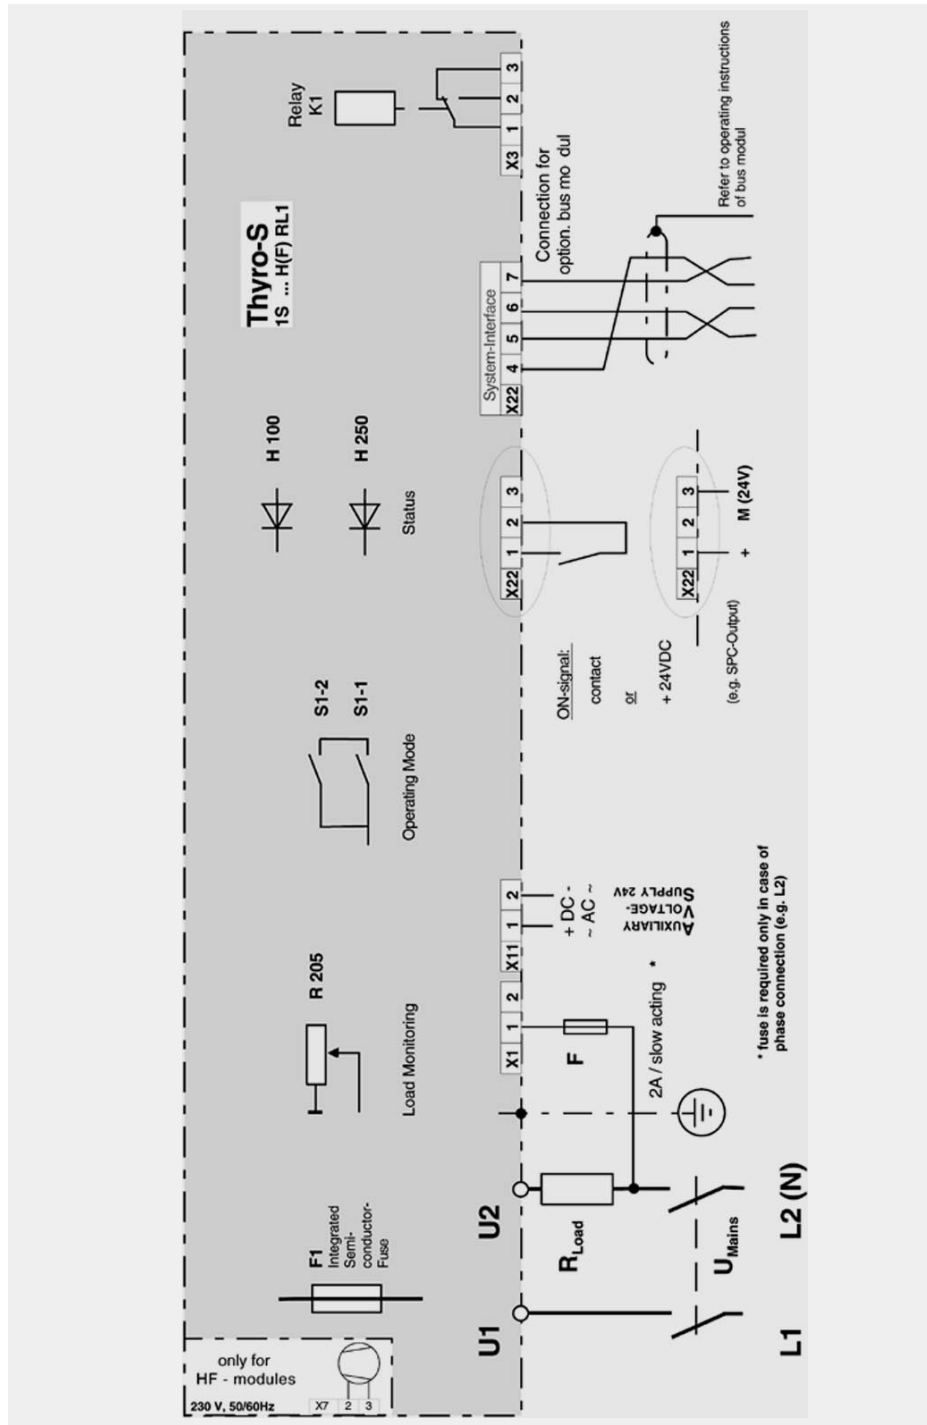 Relay
K1
X3 1 2 3
Thyro-S
1S ... H(F) RL1
Connection for
option. bus mo dul
Refer to operating instructions
of bus modul
System-Interface
X22 4 5 6 7
H 100
H 250
Status
X22 1 2 3
ON-signal:
contact
or
+ 24VDC
(e.g. SPC-Output)
X22 1 2 3
+ M (24V)
S1-2
S1-1
Operating Mode
X11 1 2
+ DC -
~ AC ~
AUXILIARY
VOLTAGE-
SUPPLY 24V
R 205
Load Monitoring
X1 1 2
F
2A / slow acting *
* fuse is required only in case of
phase connection (e.g. L2)
F1
Integrated
Semi-
conductor-
Fuse
U1 U2
RLoad
UMains
L1 L2 (N)
only for
HF - modules
230 V, 50/60Hz X7 2 3